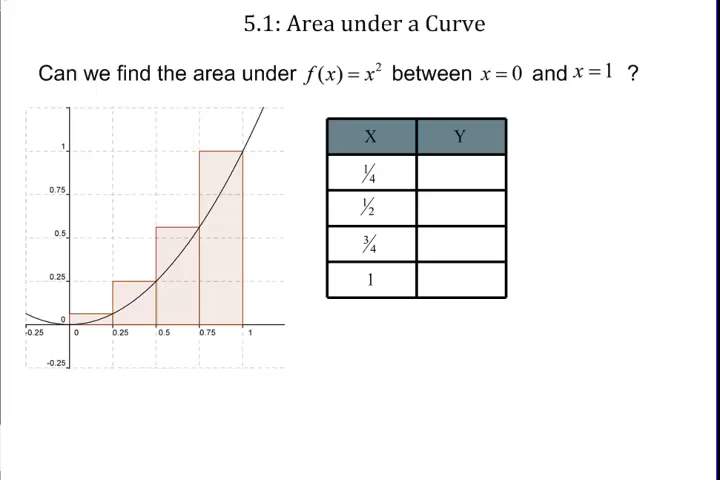 5.1: Area under a Curve
Can we find the area under f(x) = x² between x = 0 and x = 1 ?
1
0.75
0.5
0.25
0
-0.25 0 0.25 0.5 0.75 1
-0.25
X Y
1/4
1/2
3/4
1